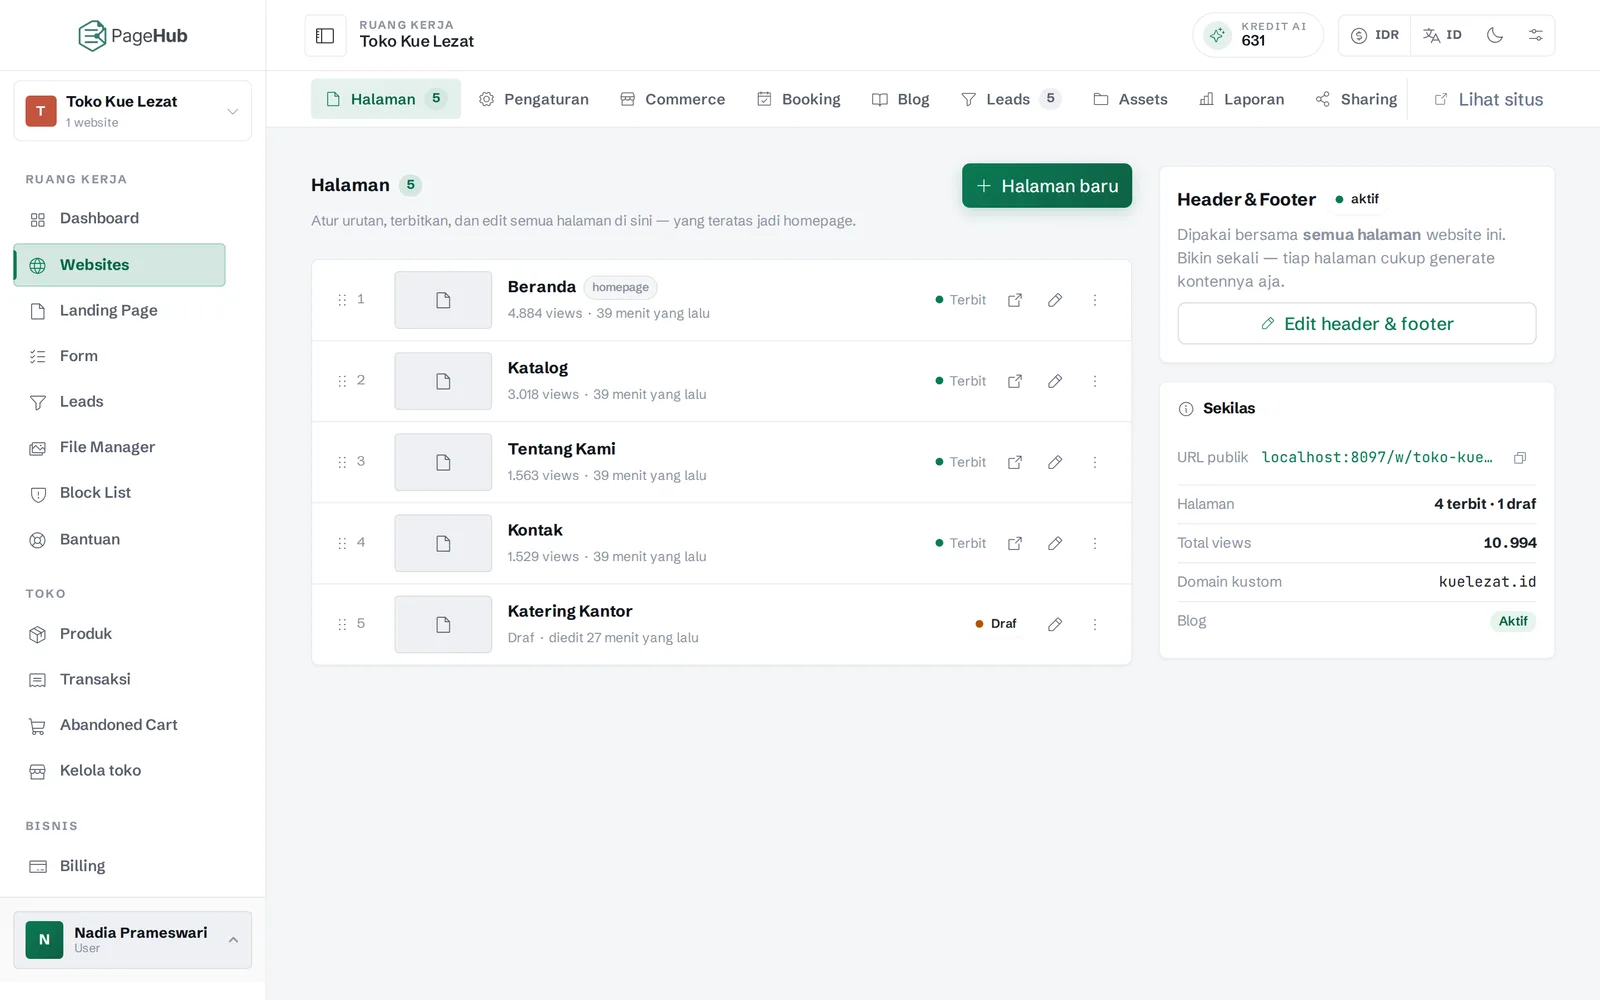 PageHub
T
Toko Kue Lezat
1 website
RUANG KERJA
Dashboard
Websites
Landing Page
Form
Leads
File Manager
Block List
Bantuan
TOKO
Produk
Transaksi
Abandoned Cart
Kelola toko
BISNIS
Billing
N
Nadia Prameswari
User
RUANG KERJA
Toko Kue Lezat
KREDIT AI
631
IDR
ID
Halaman 5
Pengaturan
Commerce
Booking
Blog
Leads 5
Assets
Laporan
Sharing
Lihat situs
Halaman 5
Atur urutan, terbitkan, dan edit semua halaman di sini — yang teratas jadi homepage.
Halaman baru
1
Beranda homepage
4.884 views · 39 menit yang lalu
Terbit
2
Katalog
3.018 views · 39 menit yang lalu
Terbit
3
Tentang Kami
1.563 views · 39 menit yang lalu
Terbit
4
Kontak
1.529 views · 39 menit yang lalu
Terbit
5
Katering Kantor
Draf · diedit 27 menit yang lalu
Draf
Header & Footer aktif
Dipakai bersama semua halaman website ini.
Bikin sekali — tiap halaman cukup generate
kontennya aja.
Edit header & footer
Sekilas
URL publik localhost:8097/w/toko-kue…
Halaman 4 terbit · 1 draf
Total views 10.994
Domain kustom kuelezat.id
Blog Aktif